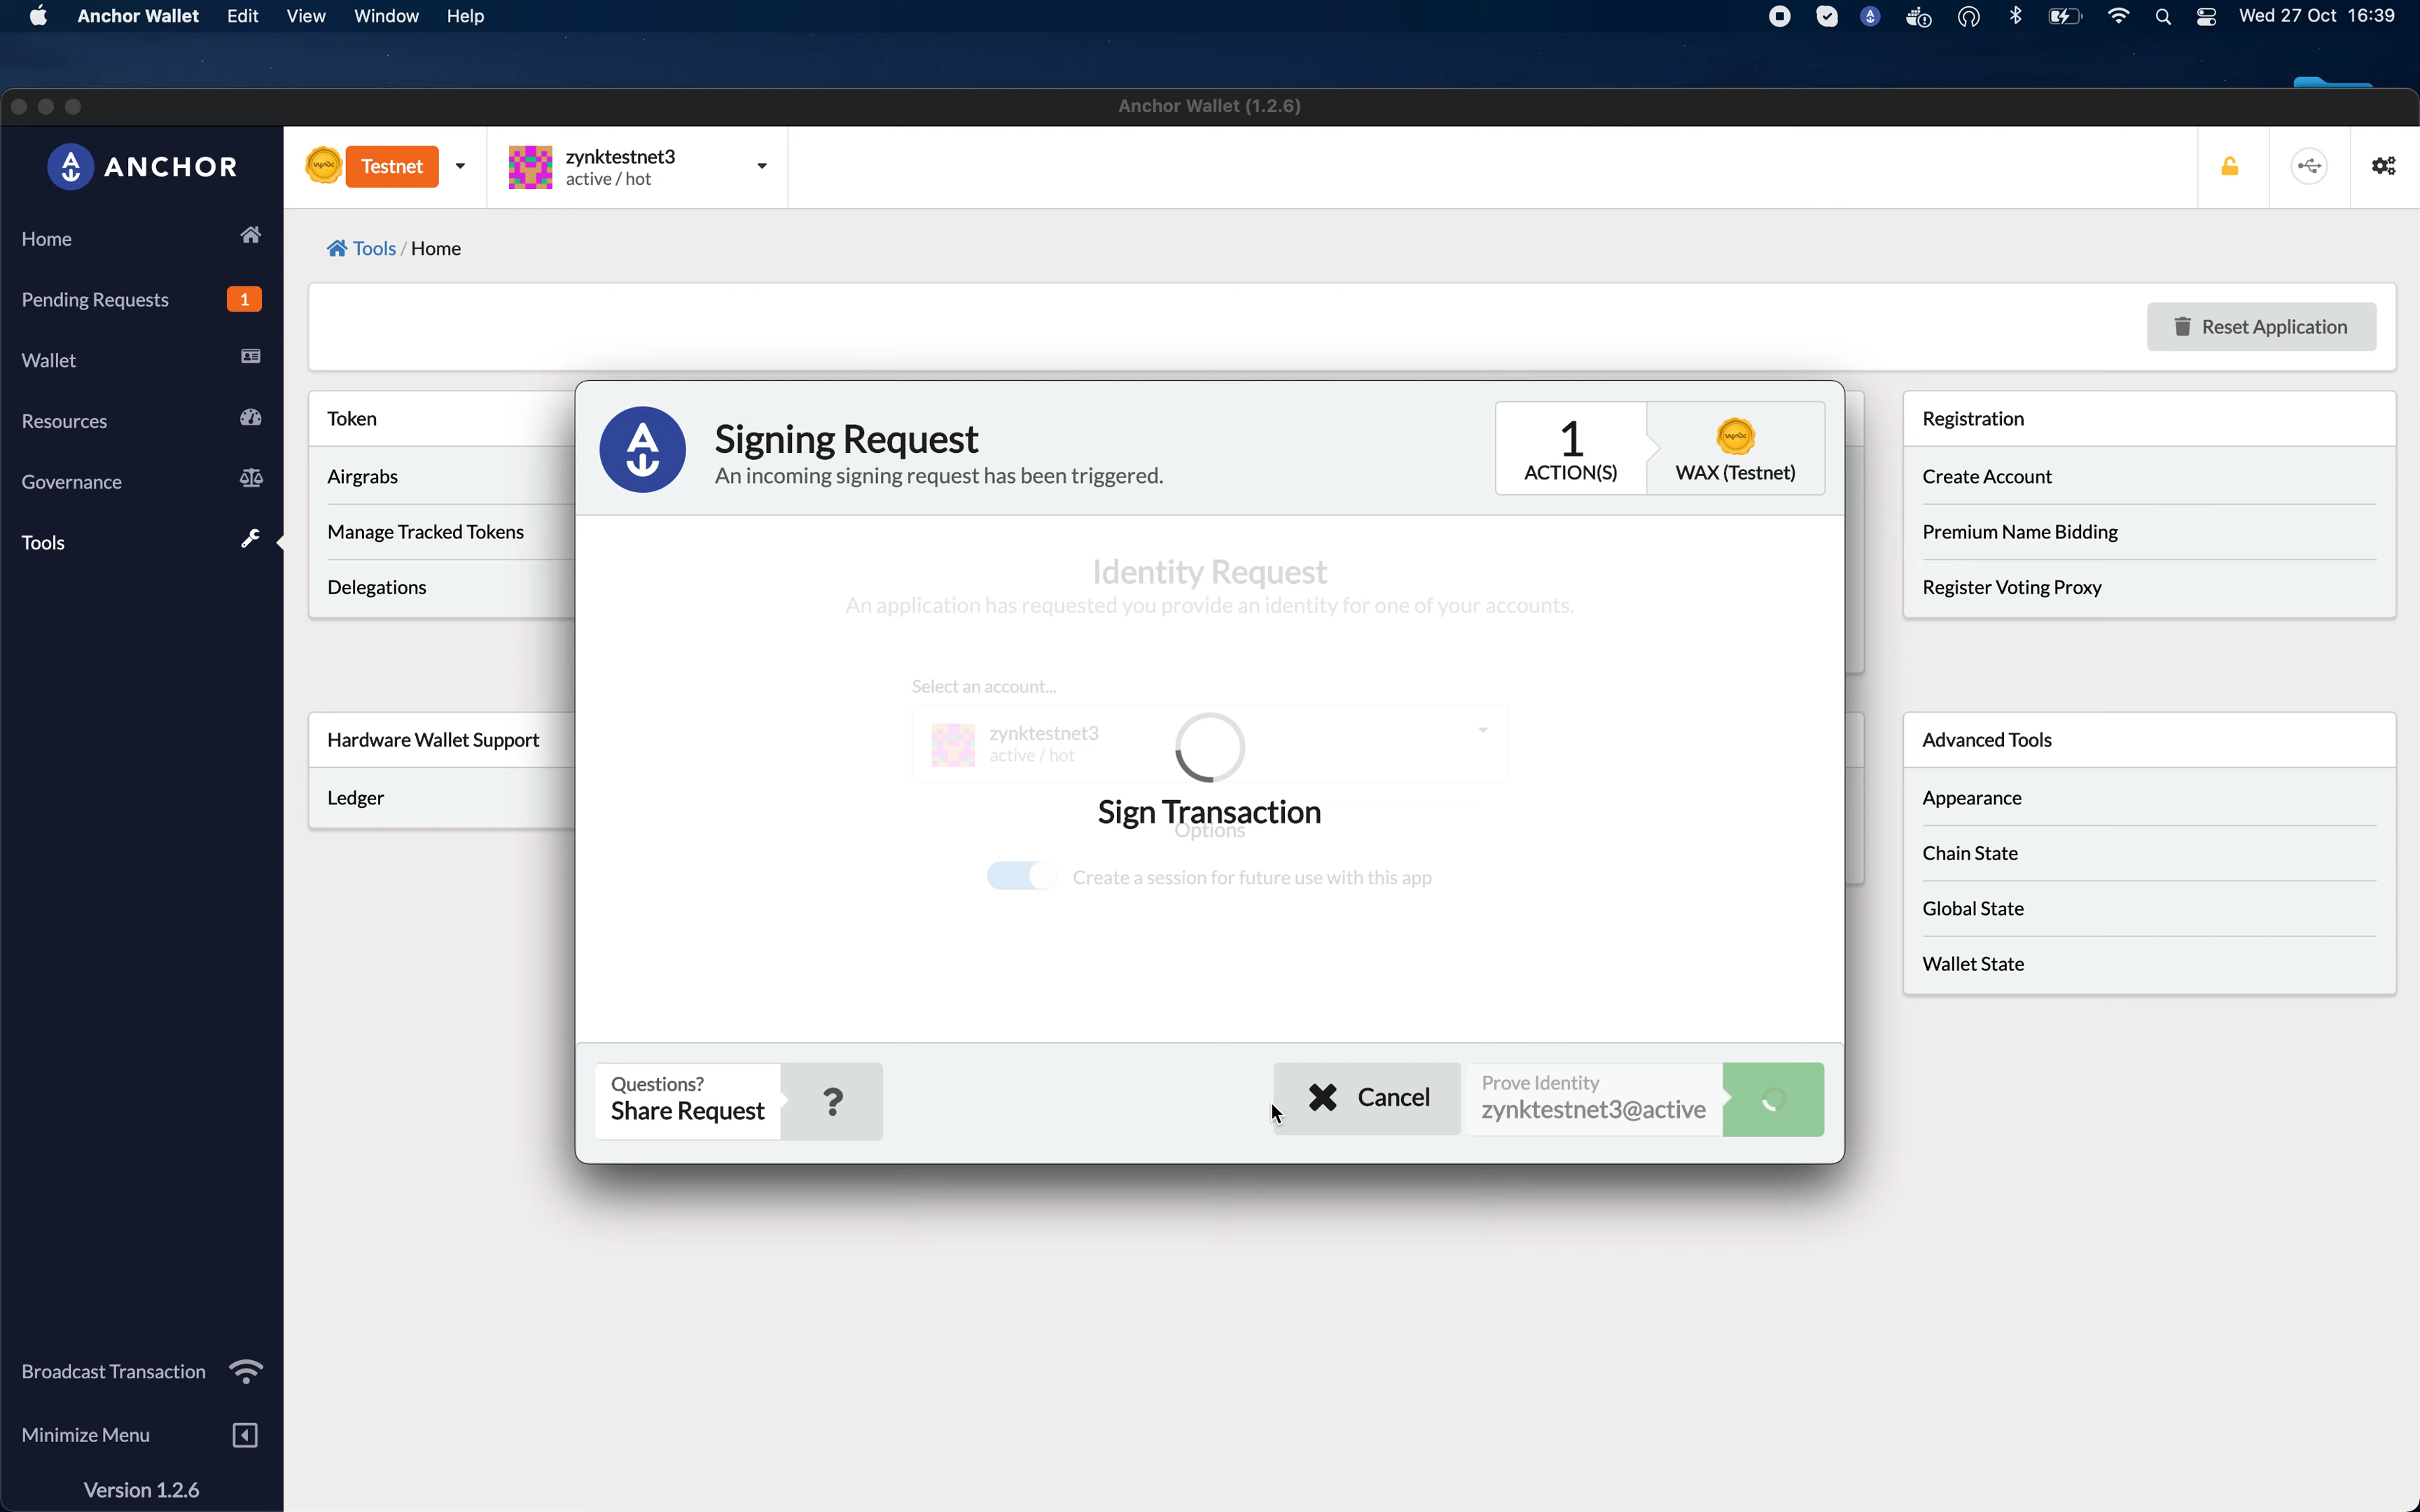 Anchor Wallet Edit View Window Help Wed 27 Oct 16:39
Anchor Wallet (1.2.6)
ANCHOR
Testnet
zynktestnet3
active / hot
Home
Pending Requests 1
Wallet
Resources
Governance
Tools
Tools / Home
Reset Application
Token
Airgrabs
Manage Tracked Tokens
Delegations
Hardware Wallet Support
Ledger
Signing Request
An incoming signing request has been triggered.
1
ACTION(S)
WAX (Testnet)
Identity Request
An application has requested you provide an identity for one of your accounts.
Select an account...
zynktestnet3
active / hot
Sign Transaction
Options
Create a session for future use with this app
Questions?
Share Request
?
Cancel
Prove Identity
zynktestnet3@active
Registration
Create Account
Premium Name Bidding
Register Voting Proxy
Advanced Tools
Appearance
Chain State
Global State
Wallet State
Broadcast Transaction
Minimize Menu
Version 1.2.6